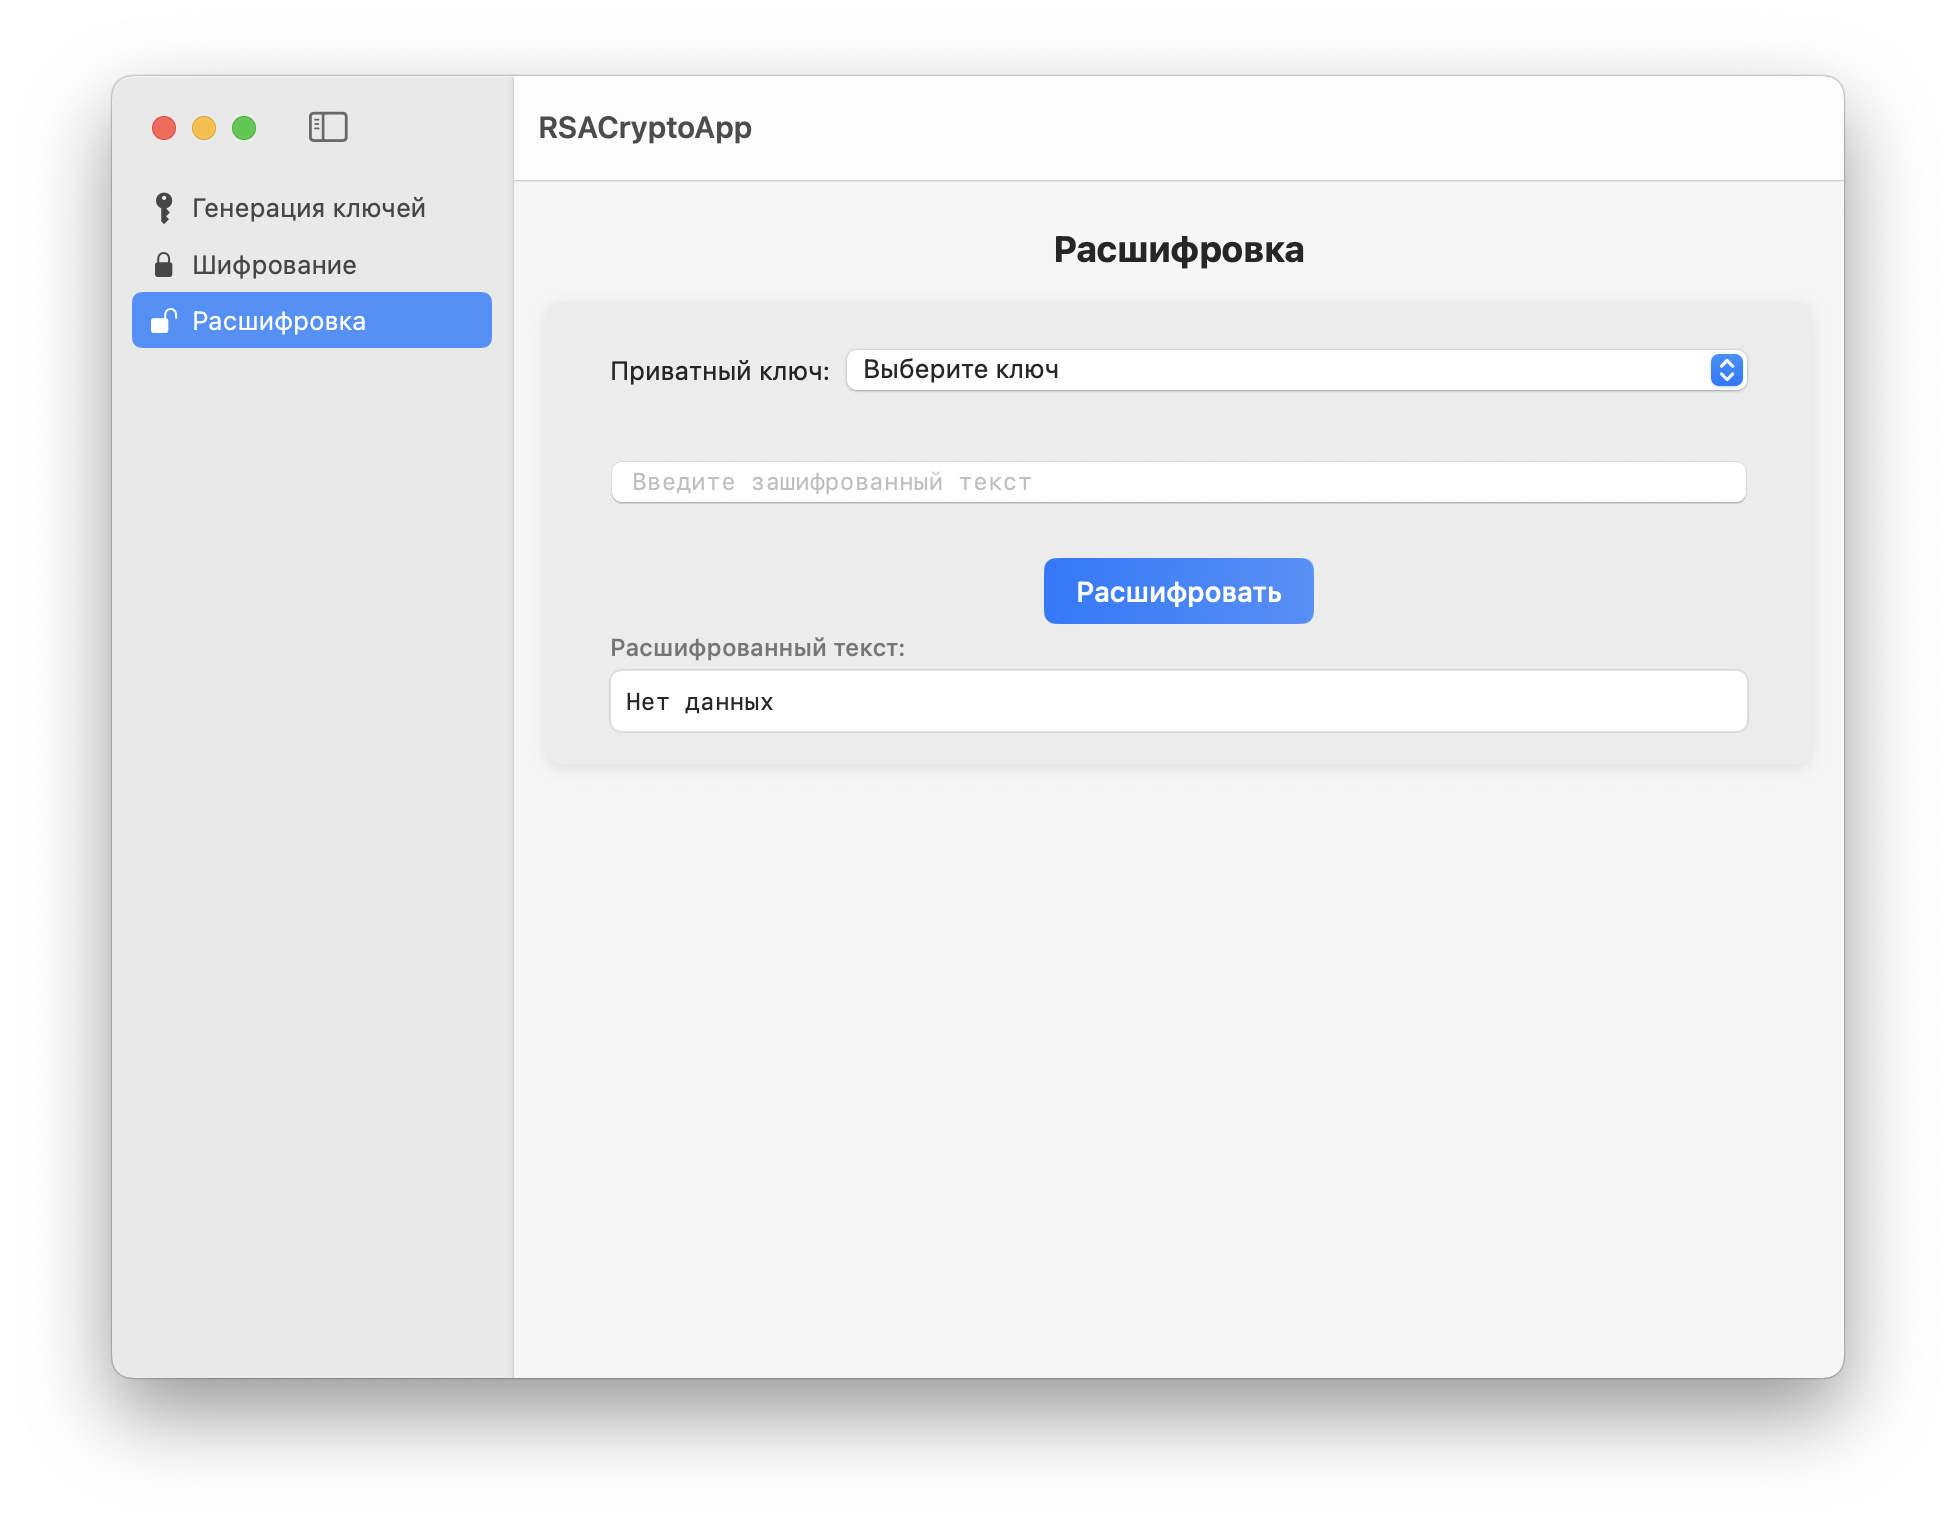 RSACryptoApp
Генерация ключей
Шифрование
Расшифровка
Расшифровка
Приватный ключ: Выберите ключ
Введите зашифрованный текст
Расшифровать
Расшифрованный текст:
Нет данных